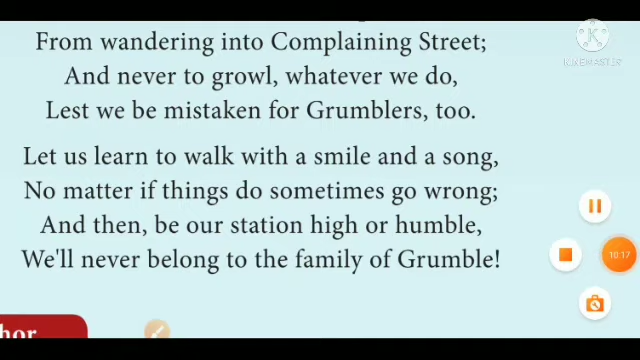 From wandering into Complaining Street;
And never to growl, whatever we do,
Lest we be mistaken for Grumblers, too.
Let us learn to walk with a smile and a song,
No matter if things do sometimes go wrong;
And then, be our station high or humble,
We'll never belong to the family of Grumble!
KINEMASTER
10:17